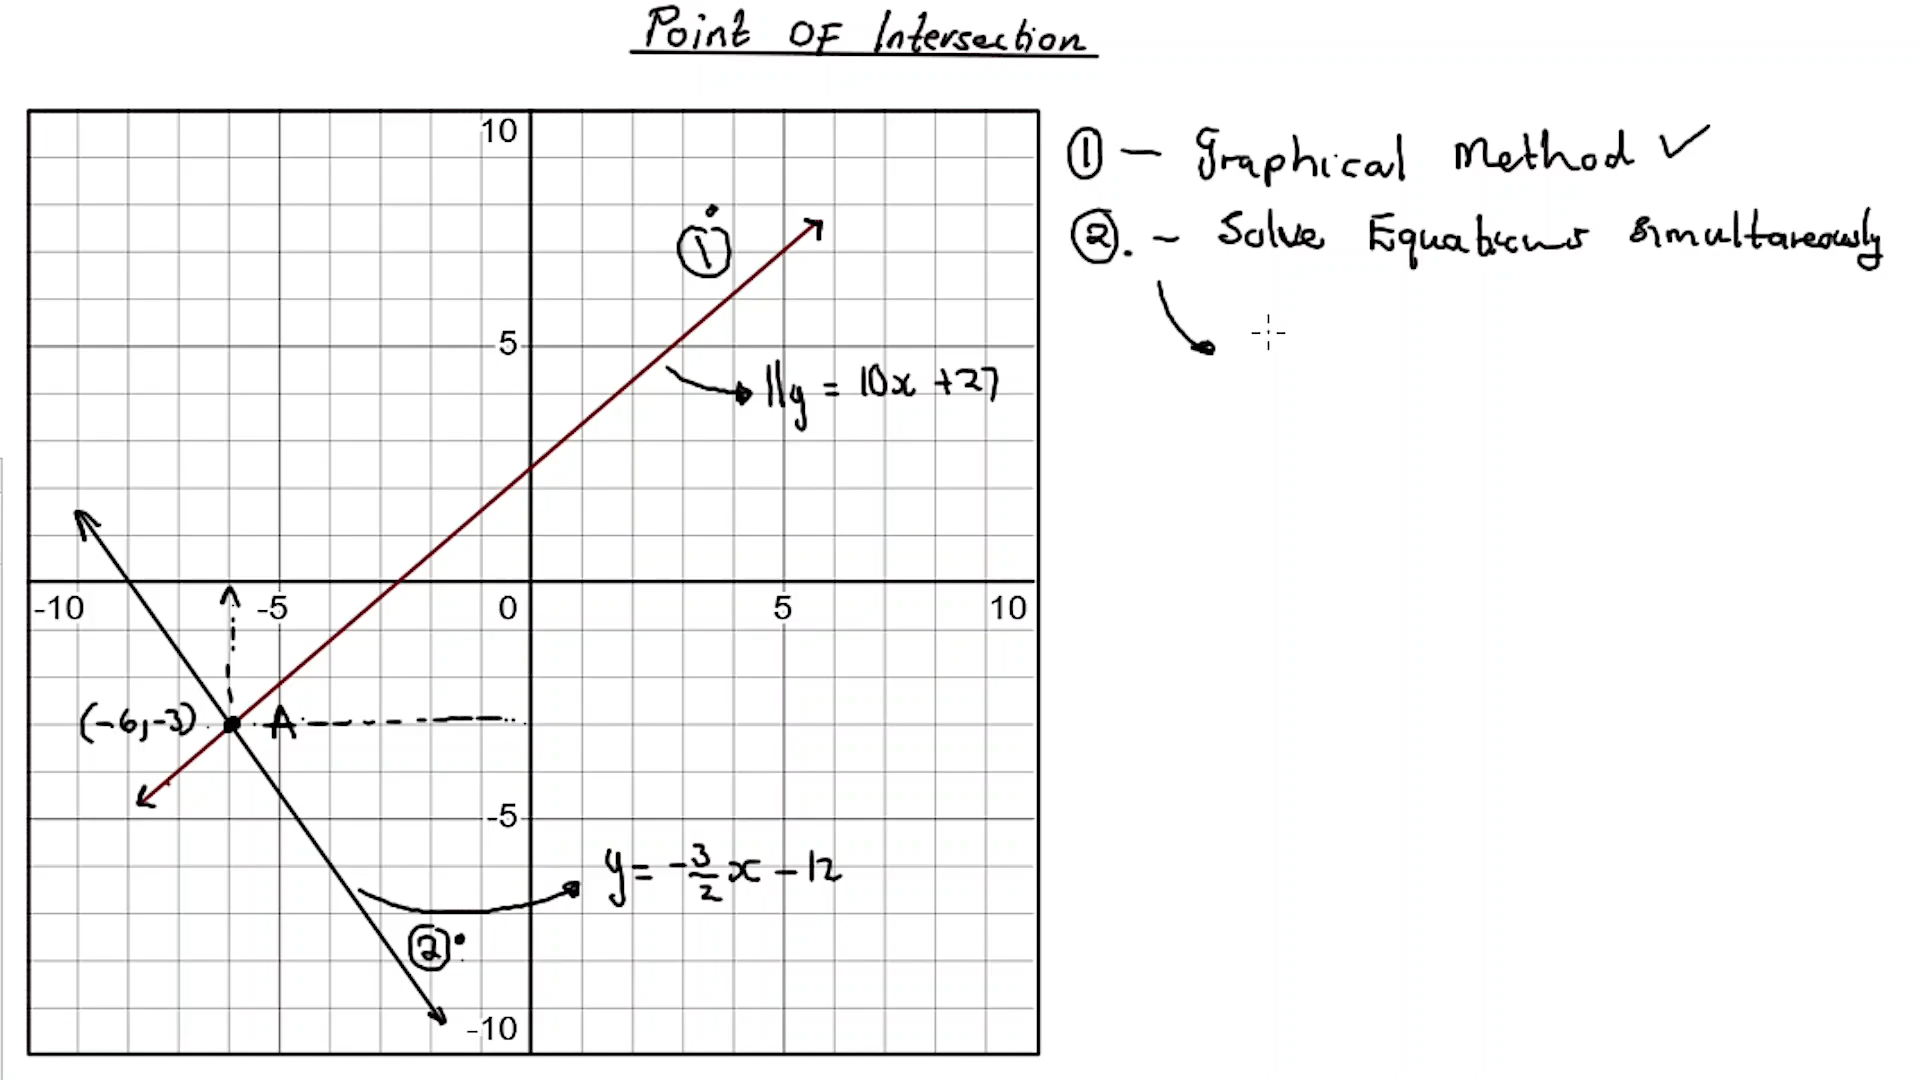 Point OF Intersection
① - Graphical Method ✓
②. - Solve Equations simultaneously
10
①
5
11y = 10x +27
-10 -5 0 5 10
(-6,-3) A
-5
y = -3/2 x - 12
②
-10